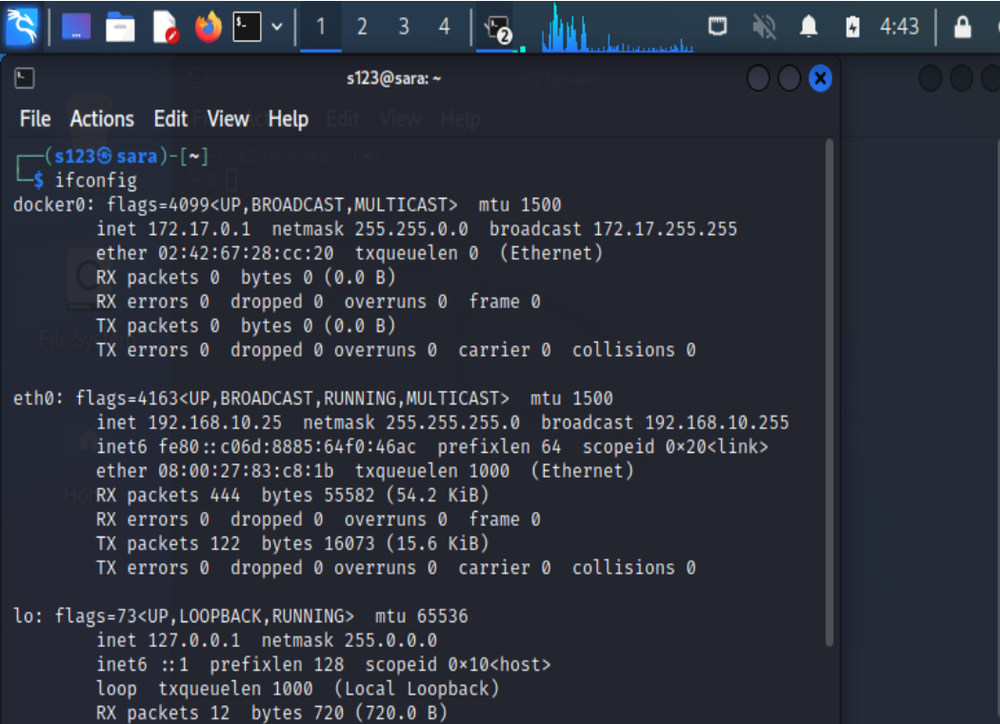 1 2 3 4 2 4:43
s123@sara: ~
File Actions Edit View Help
┌──(s123㉿sara)-[~]
└─$ ifconfig
docker0: flags=4099<UP,BROADCAST,MULTICAST>  mtu 1500
        inet 172.17.0.1  netmask 255.255.0.0  broadcast 172.17.255.255
        ether 02:42:67:28:cc:20  txqueuelen 0  (Ethernet)
        RX packets 0  bytes 0 (0.0 B)
        RX errors 0  dropped 0  overruns 0  frame 0
        TX packets 0  bytes 0 (0.0 B)
        TX errors 0  dropped 0 overruns 0  carrier 0  collisions 0
eth0: flags=4163<UP,BROADCAST,RUNNING,MULTICAST>  mtu 1500
        inet 192.168.10.25  netmask 255.255.255.0  broadcast 192.168.10.255
        inet6 fe80::c06d:8885:64f0:46ac  prefixlen 64  scopeid 0×20<link>
        ether 08:00:27:83:c8:1b  txqueuelen 1000  (Ethernet)
        RX packets 444  bytes 55582 (54.2 KiB)
        RX errors 0  dropped 0  overruns 0  frame 0
        TX packets 122  bytes 16073 (15.6 KiB)
        TX errors 0  dropped 0 overruns 0  carrier 0  collisions 0
lo: flags=73<UP,LOOPBACK,RUNNING>  mtu 65536
        inet 127.0.0.1  netmask 255.0.0.0
        inet6 ::1  prefixlen 128  scopeid 0×10<host>
        loop  txqueuelen 1000  (Local Loopback)
        RX packets 12  bytes 720 (720.0 B)